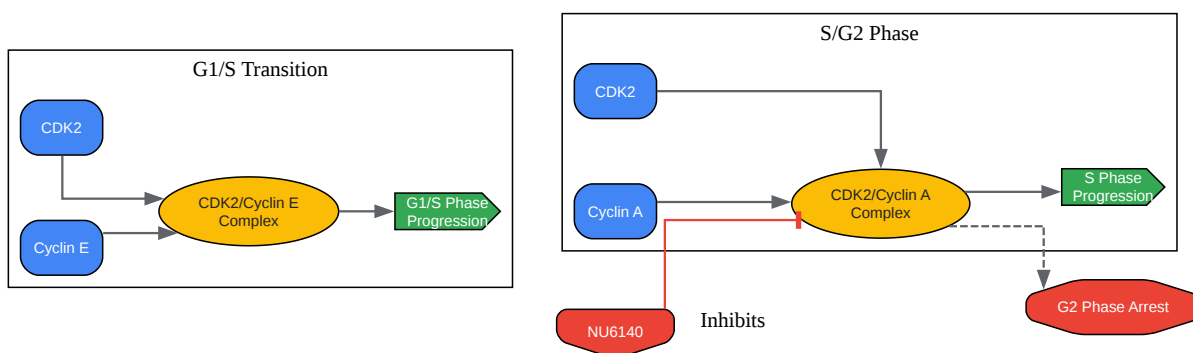 G1/S Transition
CDK2
Cyclin E
CDK2/Cyclin E
Complex
G1/S Phase
Progression
S/G2 Phase
CDK2
Cyclin A
CDK2/Cyclin A
Complex
S Phase
Progression
NU6140
Inhibits
G2 Phase Arrest